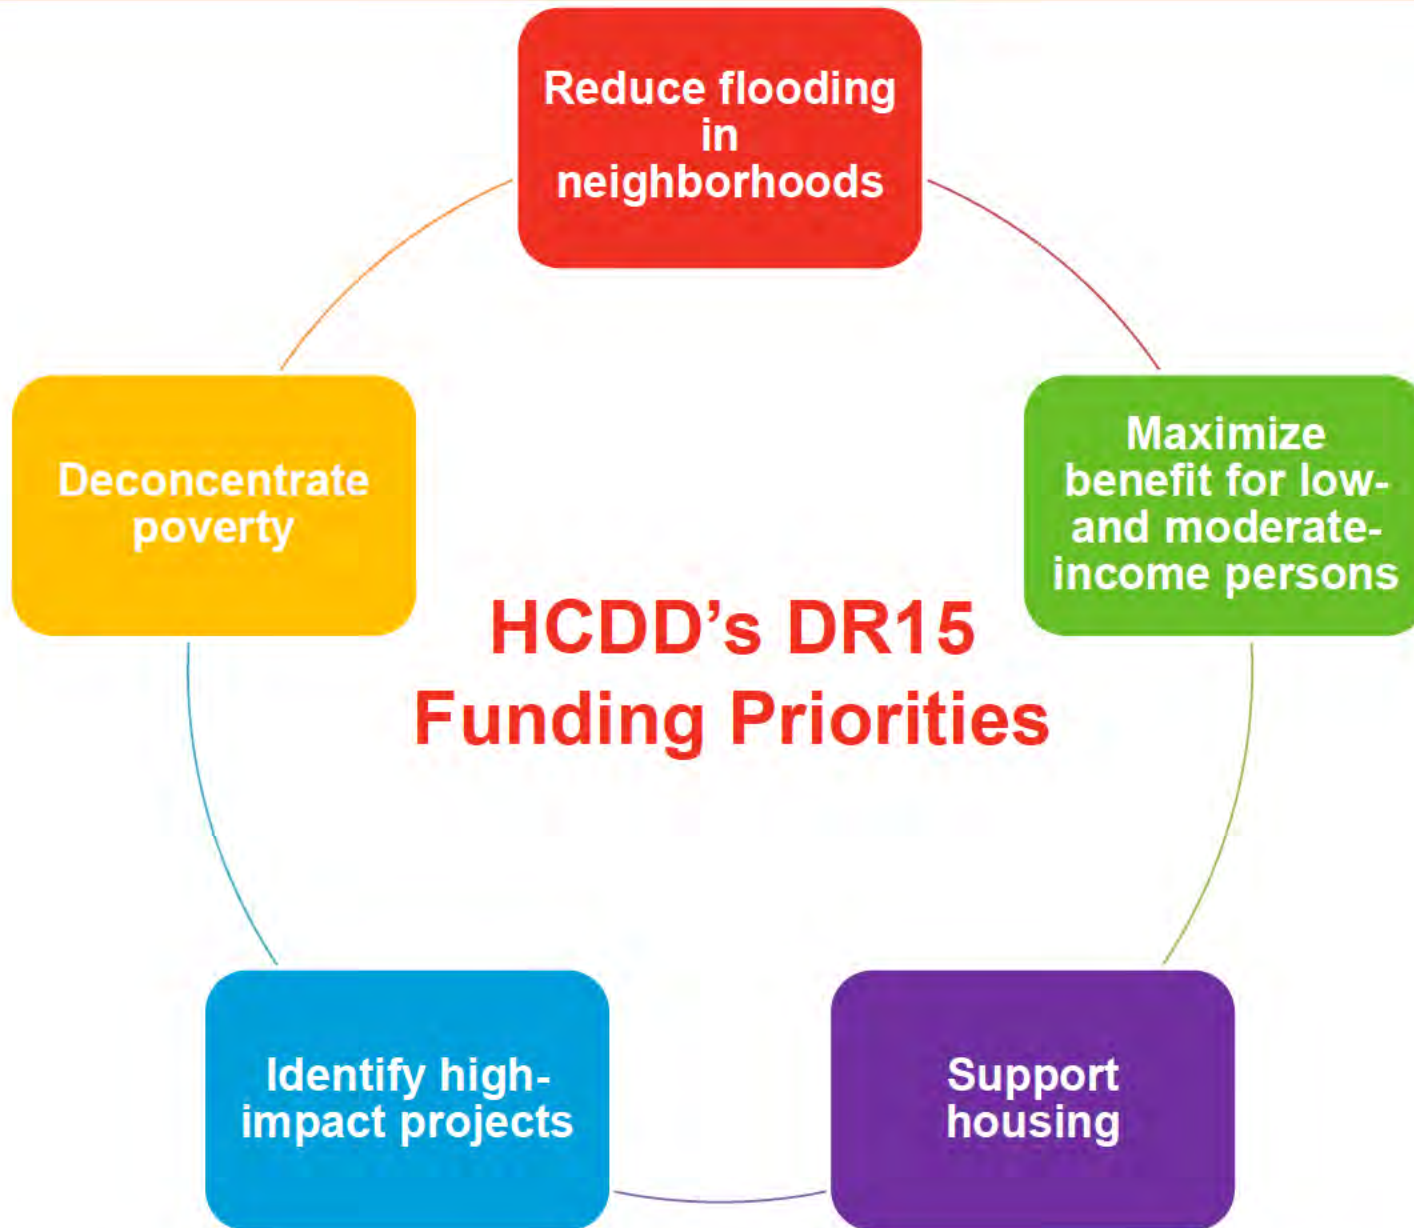 Reduce flooding
in
neighborhoods
Maximize
benefit for low-
and moderate-
income persons
Deconcentrate
poverty
HCDD’s DR15
Funding Priorities
Identify high-
impact projects
Support
housing